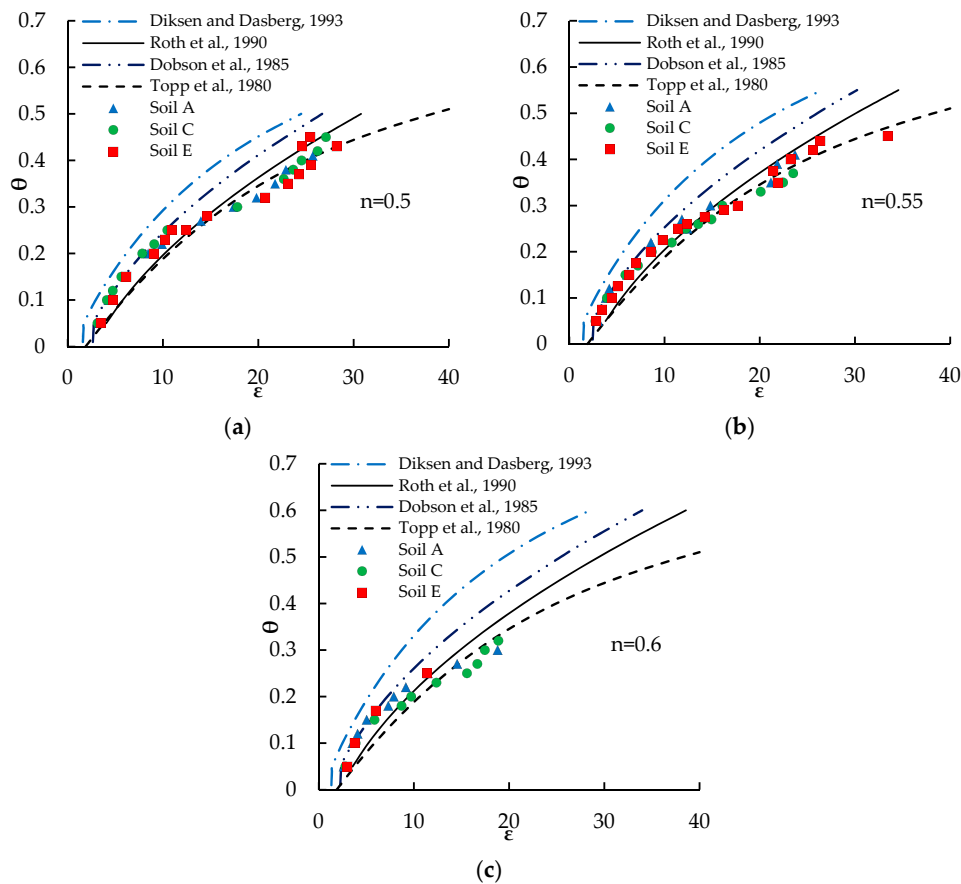 0.7
0.6
0.5
0.4
0.3
0.2
0.1
0
θ
Diksen and Dasberg, 1993
Roth et al., 1990
Dobson et al., 1985
Topp et al., 1980
Soil A
Soil C
Soil E
n=0.5
0 10 20 30 40
ε
(a)
0.7
0.6
0.5
0.4
0.3
0.2
0.1
0
θ
Diksen and Dasberg, 1993
Roth et al., 1990
Dobson et al., 1985
Topp et al., 1980
Soil A
Soil C
Soil E
n=0.55
0 10 20 30 40
ε
(b)
0.7
0.6
0.5
0.4
0.3
0.2
0.1
0
θ
Diksen and Dasberg, 1993
Roth et al., 1990
Dobson et al., 1985
Topp et al., 1980
Soil A
Soil C
Soil E
n=0.6
0 10 20 30 40
ε
(c)